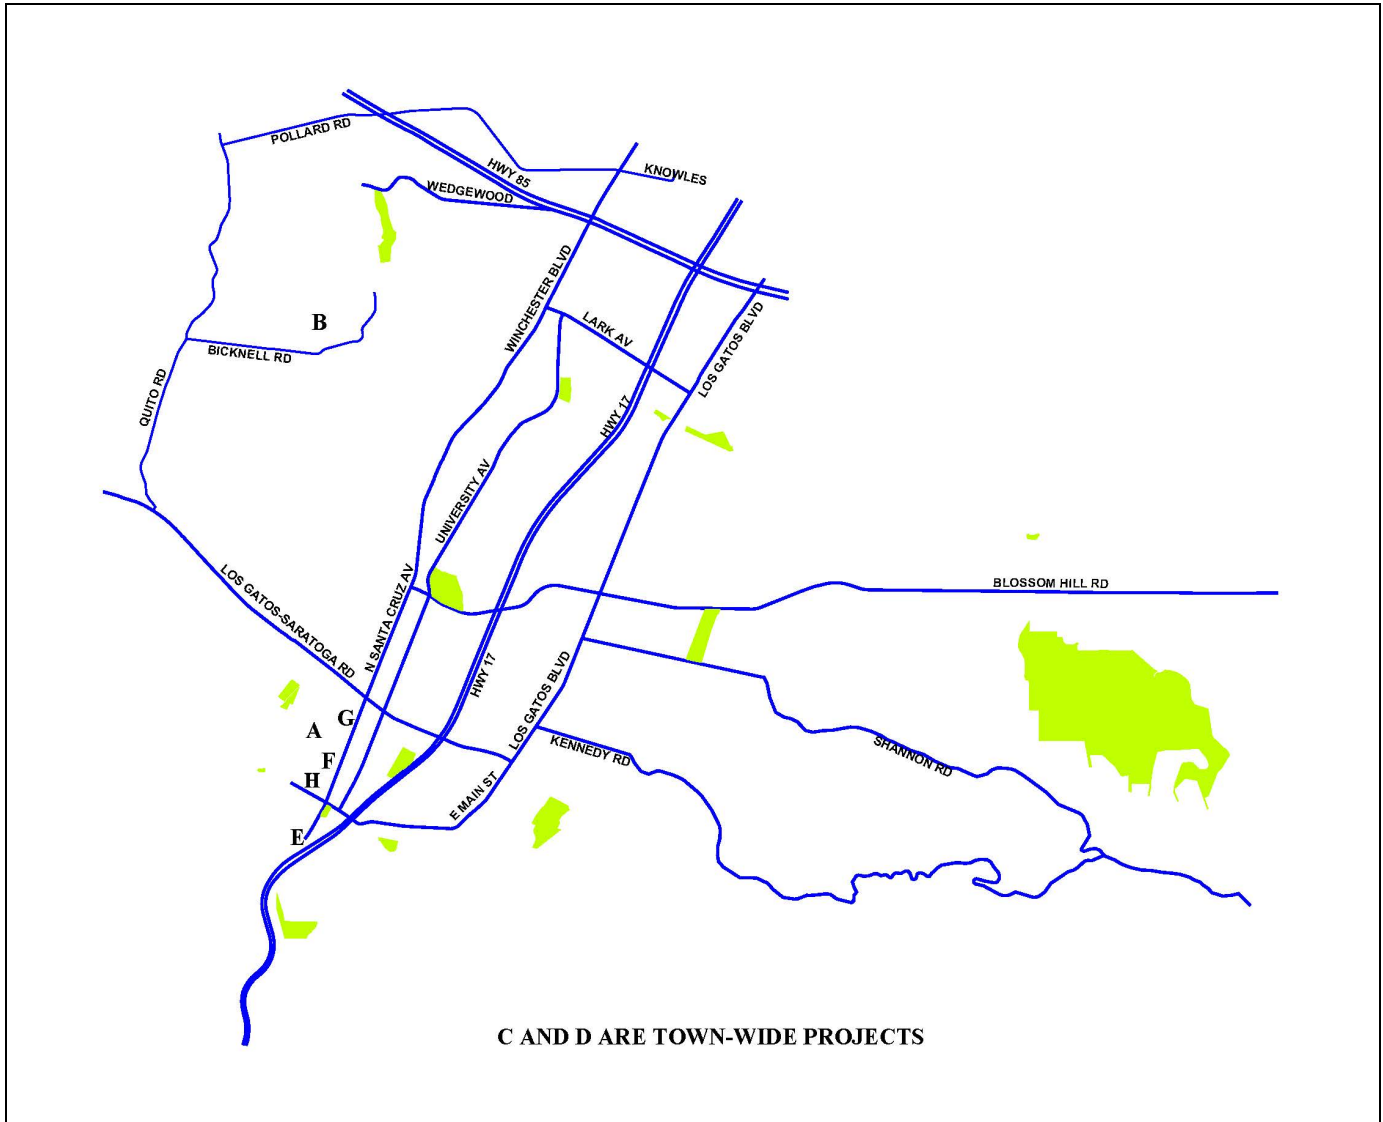 POLLARD RD
HWY 85
KNOWLES
WEDGEWOOD
WINCHESTER BLVD
LARK AV
LOS GATOS BLVD
B
BICKNELL RD
QUITO RD
HWY 17
UNIVERSITY AV
LOS GATOS-SARATOGA RD
N SANTA CRUZ AV
BLOSSOM HILL RD
HWY 17
LOS GATOS BLVD
G
A
F
H
E
KENNEDY RD
SHANNON RD
E MAIN ST
C AND D ARE TOWN-WIDE PROJECTS